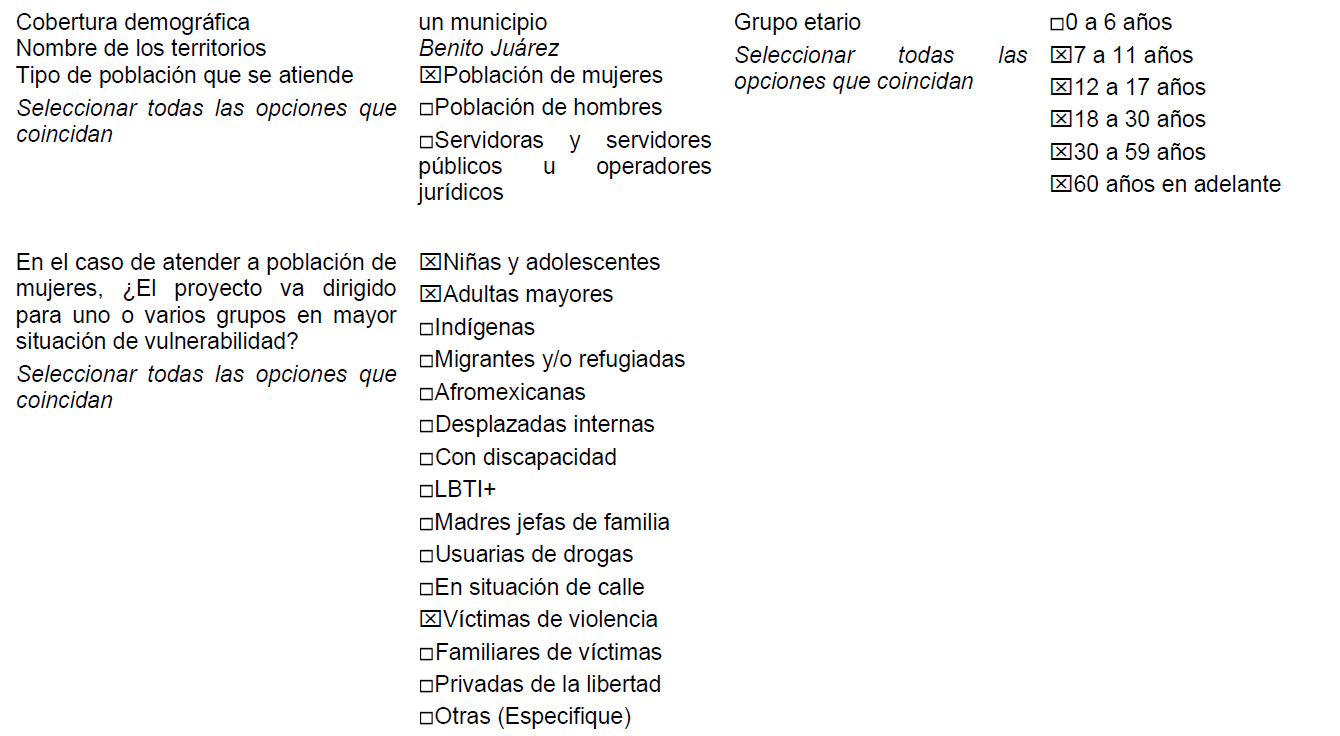 Cobertura demográfica
un municipio
Nombre de los territorios
Benito Juárez
Tipo de población que se atiende
Seleccionar todas las opciones que
coincidan
☒Población de mujeres
☐Población de hombres
☐Servidoras y servidores
públicos u operadores
jurídicos
Grupo etario
Seleccionar todas las
opciones que coincidan
☐0 a 6 años
☒7 a 11 años
☒12 a 17 años
☒18 a 30 años
☒30 a 59 años
☒60 años en adelante
En el caso de atender a población de
mujeres, ¿El proyecto va dirigido
para uno o varios grupos en mayor
situación de vulnerabilidad?
Seleccionar todas las opciones que
coincidan
☒Niñas y adolescentes
☒Adultas mayores
☐Indígenas
☐Migrantes y/o refugiadas
☐Afromexicanas
☐Desplazadas internas
☐Con discapacidad
☐LBTI+
☐Madres jefas de familia
☐Usuarias de drogas
☐En situación de calle
☒Víctimas de violencia
☐Familiares de víctimas
☐Privadas de la libertad
☐Otras (Especifique)